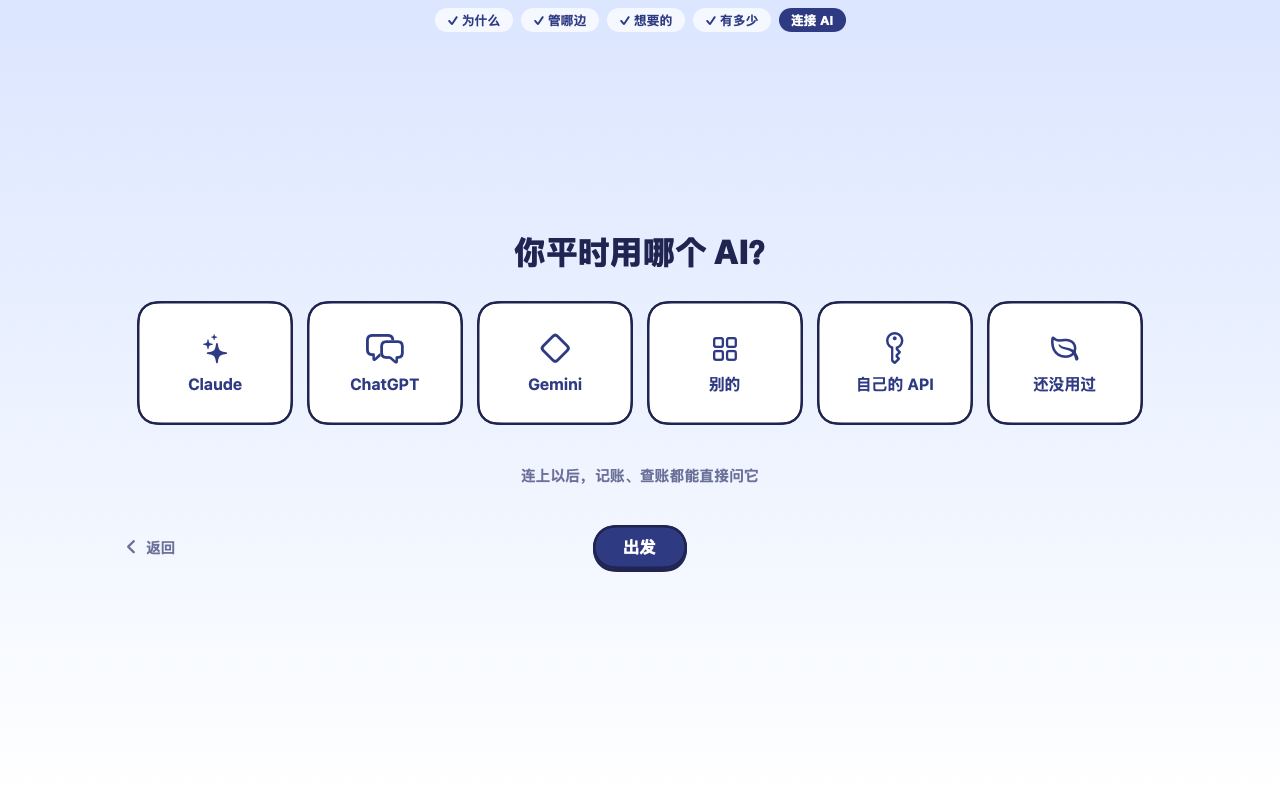 为什么
管哪边
想要的
有多少
连接 AI
你平时用哪个 AI?
Claude
ChatGPT
Gemini
别的
自己的 API
还没用过
连上以后，记账、查账都能直接问它
返回
出发